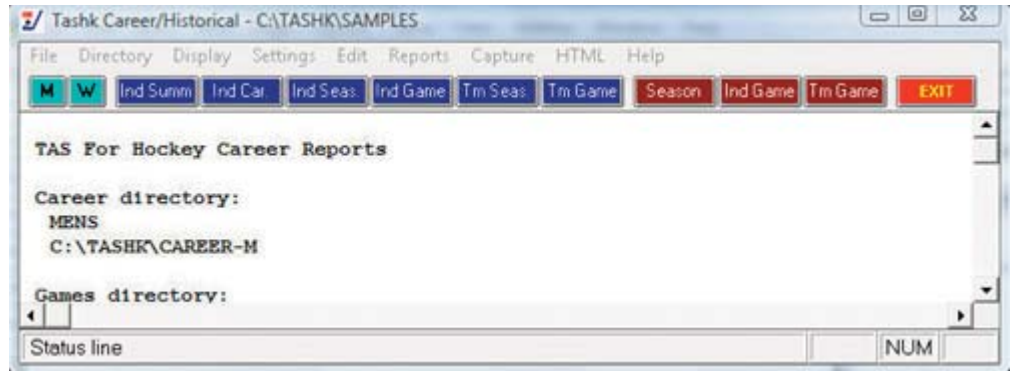 Tashk Career/Historical - C:\TASHK\SAMPLES
File Directory Display Settings Edit Reports Capture HTML Help
M W Ind Summ Ind Car. Ind Seas. Ind Game Tm Seas. Tm Game Season Ind Game Tm Game EXIT
TAS For Hockey Career Reports
Career directory:
MENS
C:\TASHK\CAREER-M
Games directory:
Status line NUM